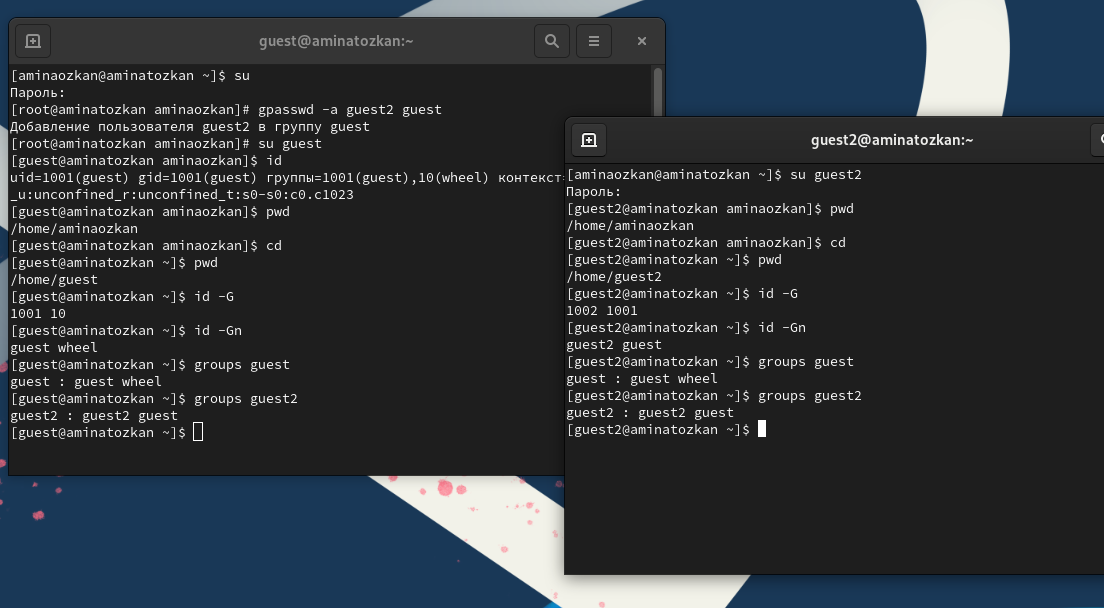 guest@aminatozkan:~
[aminaozkan@aminatozkan ~]$ su
Пароль:
[root@aminatozkan aminaozkan]# gpasswd -a guest2 guest
Добавление пользователя guest2 в группу guest
[root@aminatozkan aminaozkan]# su guest
[guest@aminatozkan aminaozkan]$ id
uid=1001(guest) gid=1001(guest) группы=1001(guest),10(wheel) контекст=
_u:unconfined_r:unconfined_t:s0-s0:c0.c1023
[guest@aminatozkan aminaozkan]$ pwd
/home/aminaozkan
[guest@aminatozkan aminaozkan]$ cd
[guest@aminatozkan ~]$ pwd
/home/guest
[guest@aminatozkan ~]$ id -G
1001 10
[guest@aminatozkan ~]$ id -Gn
guest wheel
[guest@aminatozkan ~]$ groups guest
guest : guest wheel
[guest@aminatozkan ~]$ groups guest2
guest2 : guest2 guest
[guest@aminatozkan ~]$
guest2@aminatozkan:~
[aminaozkan@aminatozkan ~]$ su guest2
Пароль:
[guest2@aminatozkan aminaozkan]$ pwd
/home/aminaozkan
[guest2@aminatozkan aminaozkan]$ cd
[guest2@aminatozkan ~]$ pwd
/home/guest2
[guest2@aminatozkan ~]$ id -G
1002 1001
[guest2@aminatozkan ~]$ id -Gn
guest2 guest
[guest2@aminatozkan ~]$ groups guest
guest : guest wheel
[guest2@aminatozkan ~]$ groups guest2
guest2 : guest2 guest
[guest2@aminatozkan ~]$